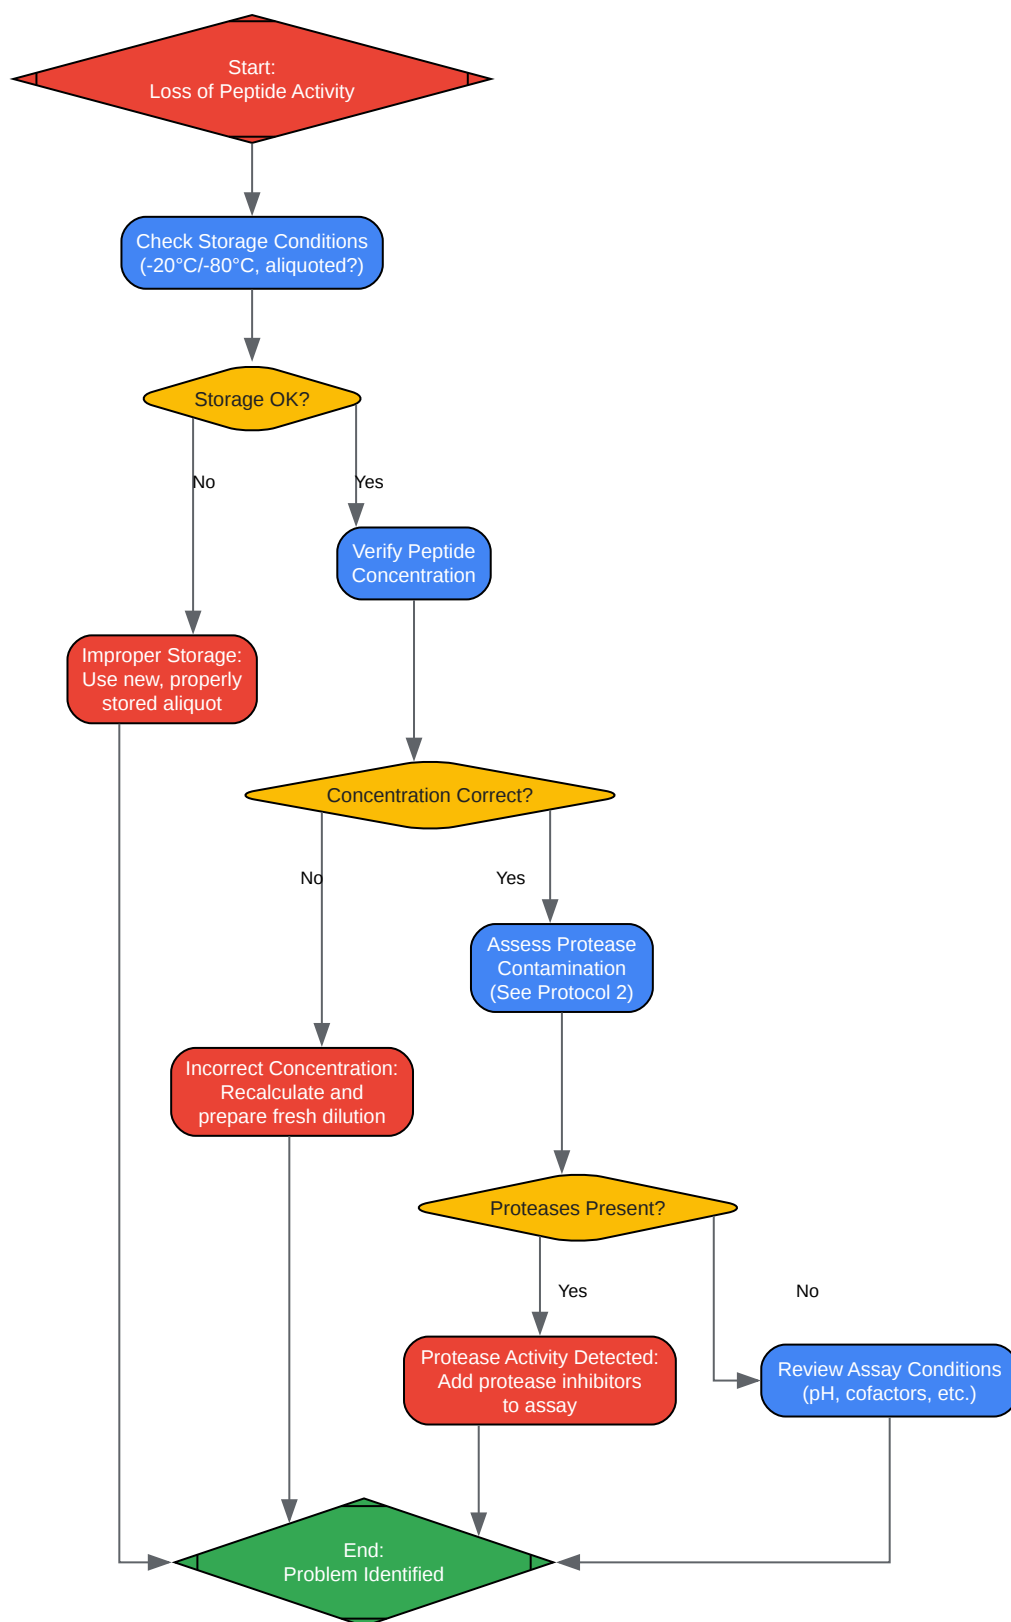 Start:
Loss of Peptide Activity
Check Storage Conditions
(-20°C/-80°C, aliquoted?)
Storage OK?
No
Yes
Verify Peptide
Concentration
Improper Storage:
Use new, properly
stored aliquot
Concentration Correct?
No
Yes
Assess Protease
Contamination
(See Protocol 2)
Incorrect Concentration:
Recalculate and
prepare fresh dilution
Proteases Present?
Yes
No
Protease Activity Detected:
Add protease inhibitors
to assay
Review Assay Conditions
(pH, cofactors, etc.)
End:
Problem Identified